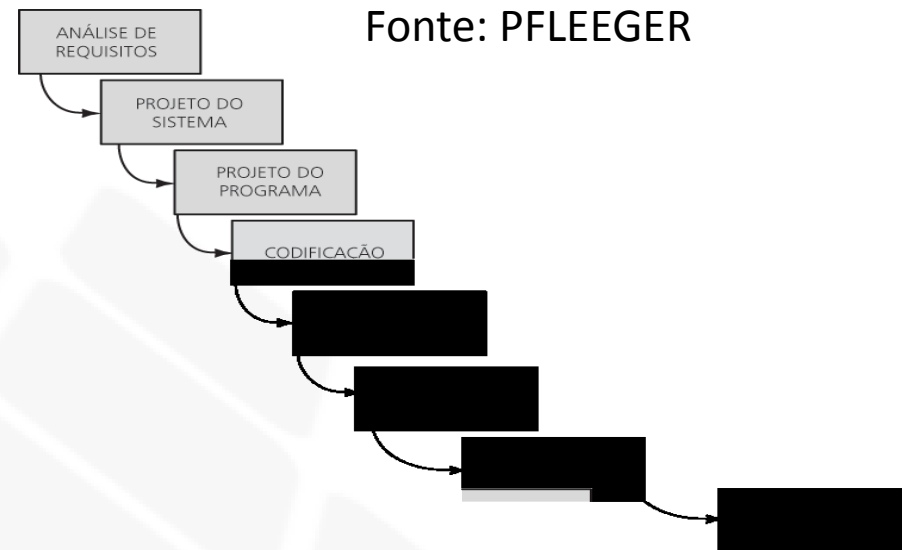 Fonte: PFLEEGER
ANÁLISE DE
REQUISITOS
PROJETO DO
SISTEMA
PROJETO DO
PROGRAMA
CODIFICAÇÃO